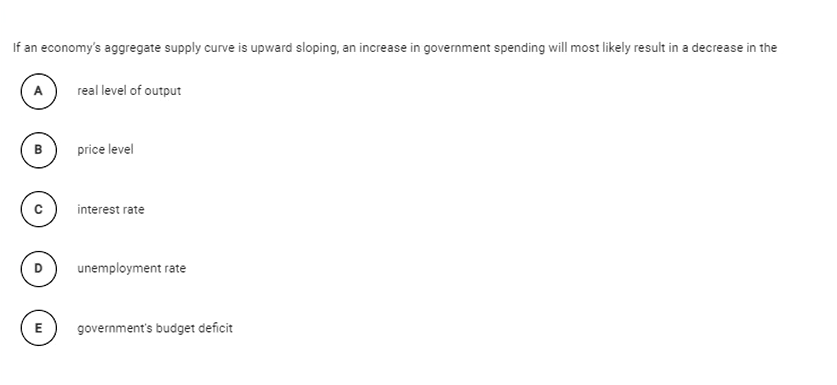 If an economy's aggregate supply curve is upward sloping, an increase in government spending will most likely result in a decrease in the
A real level of output
B price level
C interest rate
D unemployment rate
E government's budget deficit